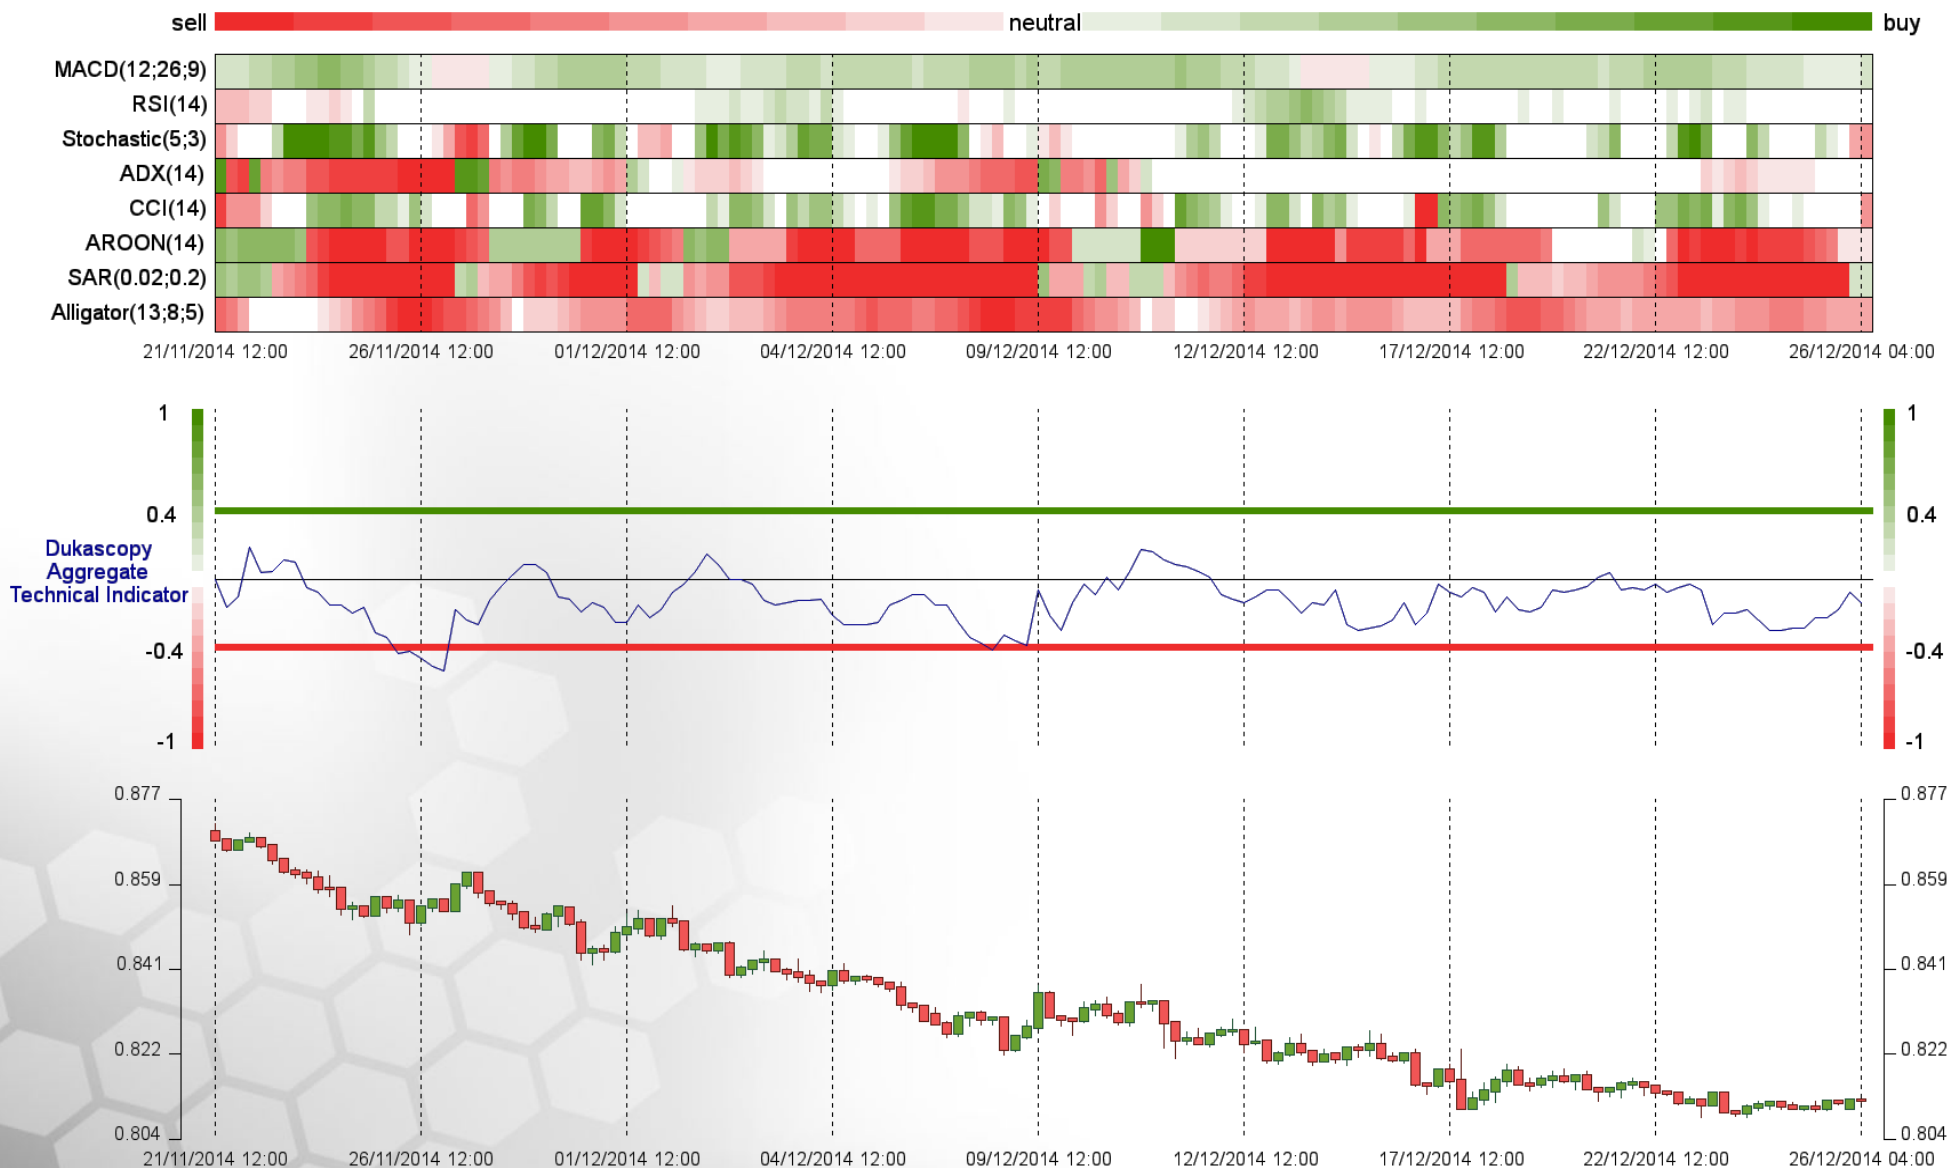 sell neutral buy
MACD(12;26;9)
RSI(14)
Stochastic(5;3)
ADX(14)
CCI(14)
AROON(14)
SAR(0.02;0.2)
Alligator(13;8;5)
21/11/2014 12:00 26/11/2014 12:00 01/12/2014 12:00 04/12/2014 12:00 09/12/2014 12:00 12/12/2014 12:00 17/12/2014 12:00 22/12/2014 12:00 26/12/2014 04:00
1 1
0.4 0.4
Dukascopy
Aggregate
Technical Indicator
-0.4 -0.4
-1 -1
0.877 0.877
0.859 0.859
0.841 0.841
0.822 0.822
0.804 0.804
21/11/2014 12:00 26/11/2014 12:00 01/12/2014 12:00 04/12/2014 12:00 09/12/2014 12:00 12/12/2014 12:00 17/12/2014 12:00 22/12/2014 12:00 26/12/2014 04:00